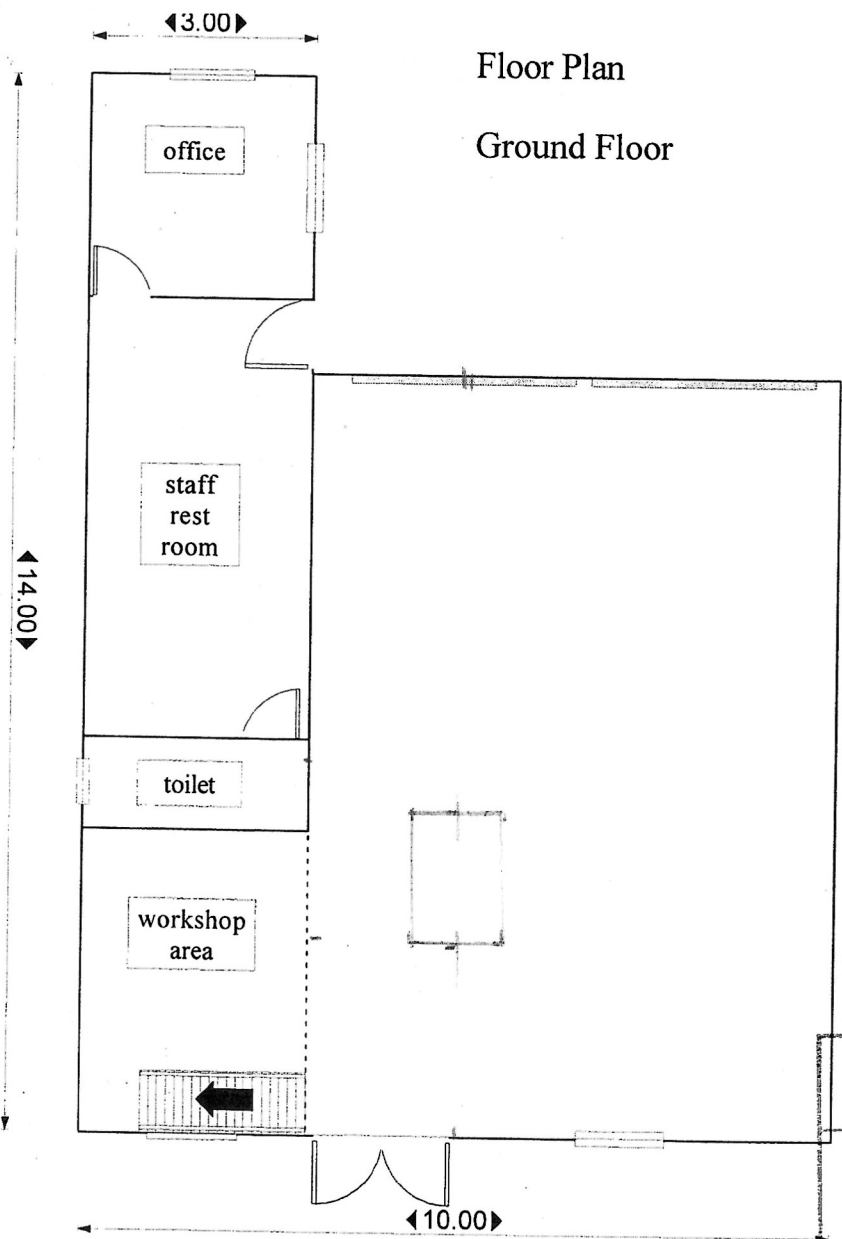 3.00
Floor Plan
Ground Floor
office
staff
rest
room
14.00
toilet
workshop
area
10.00